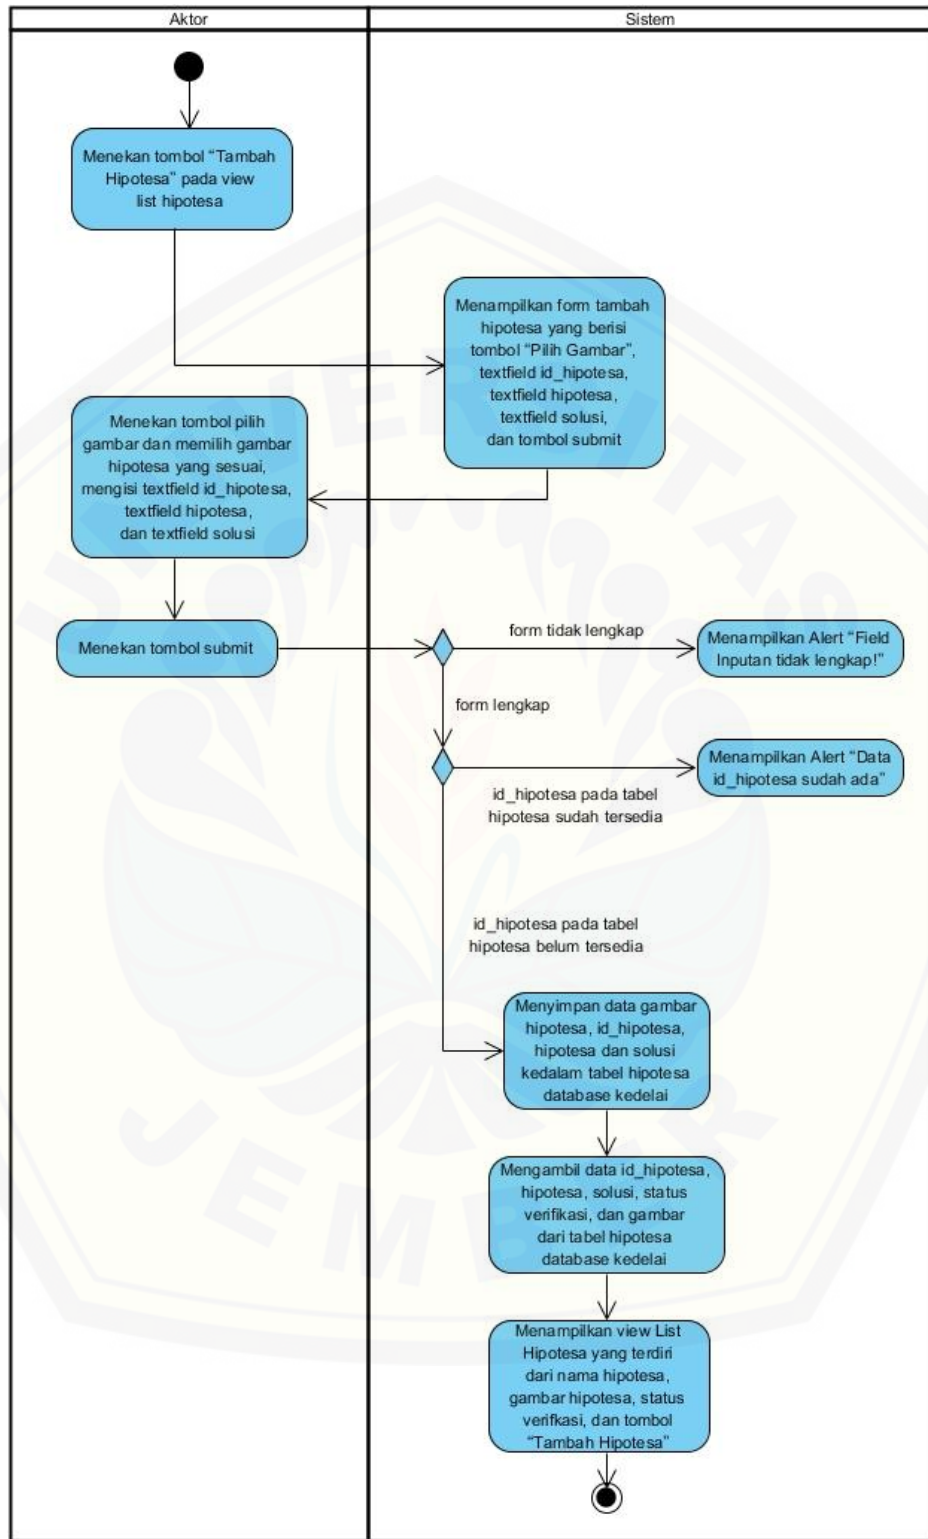 Aktor
Sistem
Menekan tombol “Tambah
Hipotesa” pada view
list hipotesa
Menampilkan form tambah
hipotesa yang berisi
tombol “Pilih Gambar”,
textfield id_hipotesa,
textfield hipotesa,
textfield solusi,
dan tombol submit
Menekan tombol pilih
gambar dan memilih gambar
hipotesa yang sesuai,
mengisi textfield id_hipotesa,
textfield hipotesa,
dan textfield solusi
Menekan tombol submit
form tidak lengkap
Menampilkan Alert “Field
Inputan tidak lengkap!”
form lengkap
Menampilkan Alert “Data
id_hipotesa sudah ada”
id_hipotesa pada tabel
hipotesa sudah tersedia
id_hipotesa pada tabel
hipotesa belum tersedia
Menyimpan data gambar
hipotesa, id_hipotesa,
hipotesa dan solusi
kedalam tabel hipotesa
database kedelai
Mengambil data id_hipotesa,
hipotesa, solusi, status
verifikasi, dan gambar
dari tabel hipotesa
database kedelai
Menampilkan view List
Hipotesa yang terdiri
dari nama hipotesa,
gambar hipotesa, status
verifkasi, dan tombol
“Tambah Hipotesa”
UNIVERSITAS
JEMBER